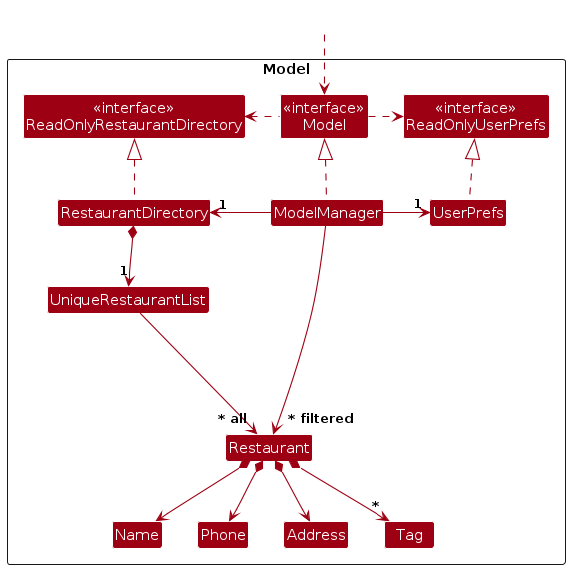 Model
«interface»
ReadOnlyRestaurantDirectory
«interface»
Model
«interface»
ReadOnlyUserPrefs
RestaurantDirectory
1
ModelManager
1
UserPrefs
1
UniqueRestaurantList
* all
* filtered
Restaurant
*
Name
Phone
Address
Tag